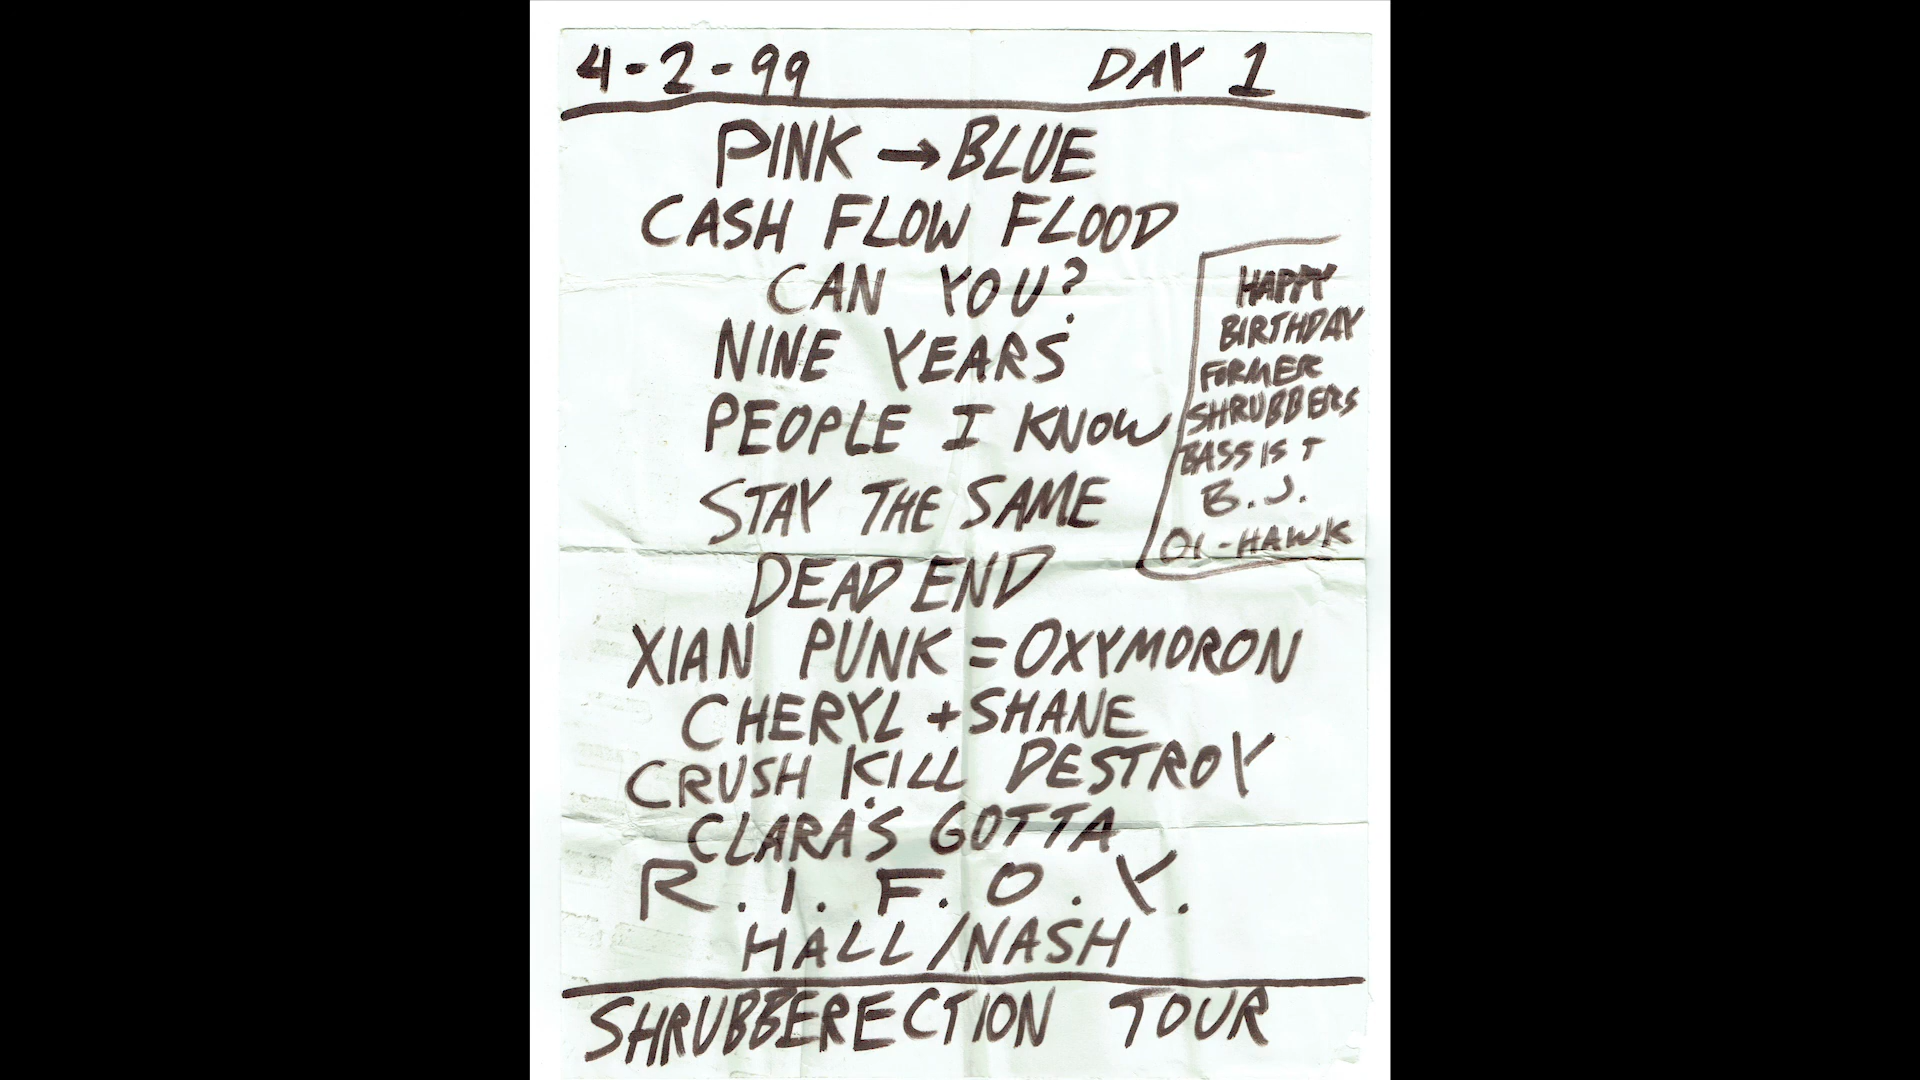 4-2-99 DAY 1
PINK → BLUE
CASH FLOW FLOOD
CAN YOU?
NINE YEARS
PEOPLE I KNOW
STAY THE SAME
DEAD END
XIAN PUNK = OXYMORON
CHERYL + SHANE
CRUSH KILL DESTROY
CLARA'S GOTTA
R.I.F.O.Y.
HALL/NASH
SHRUBBERECTION TOUR
HAPPY
BIRTHDAY
FORMER
SHRUBBERS
BASSIST
B.J.
OI-HAWK